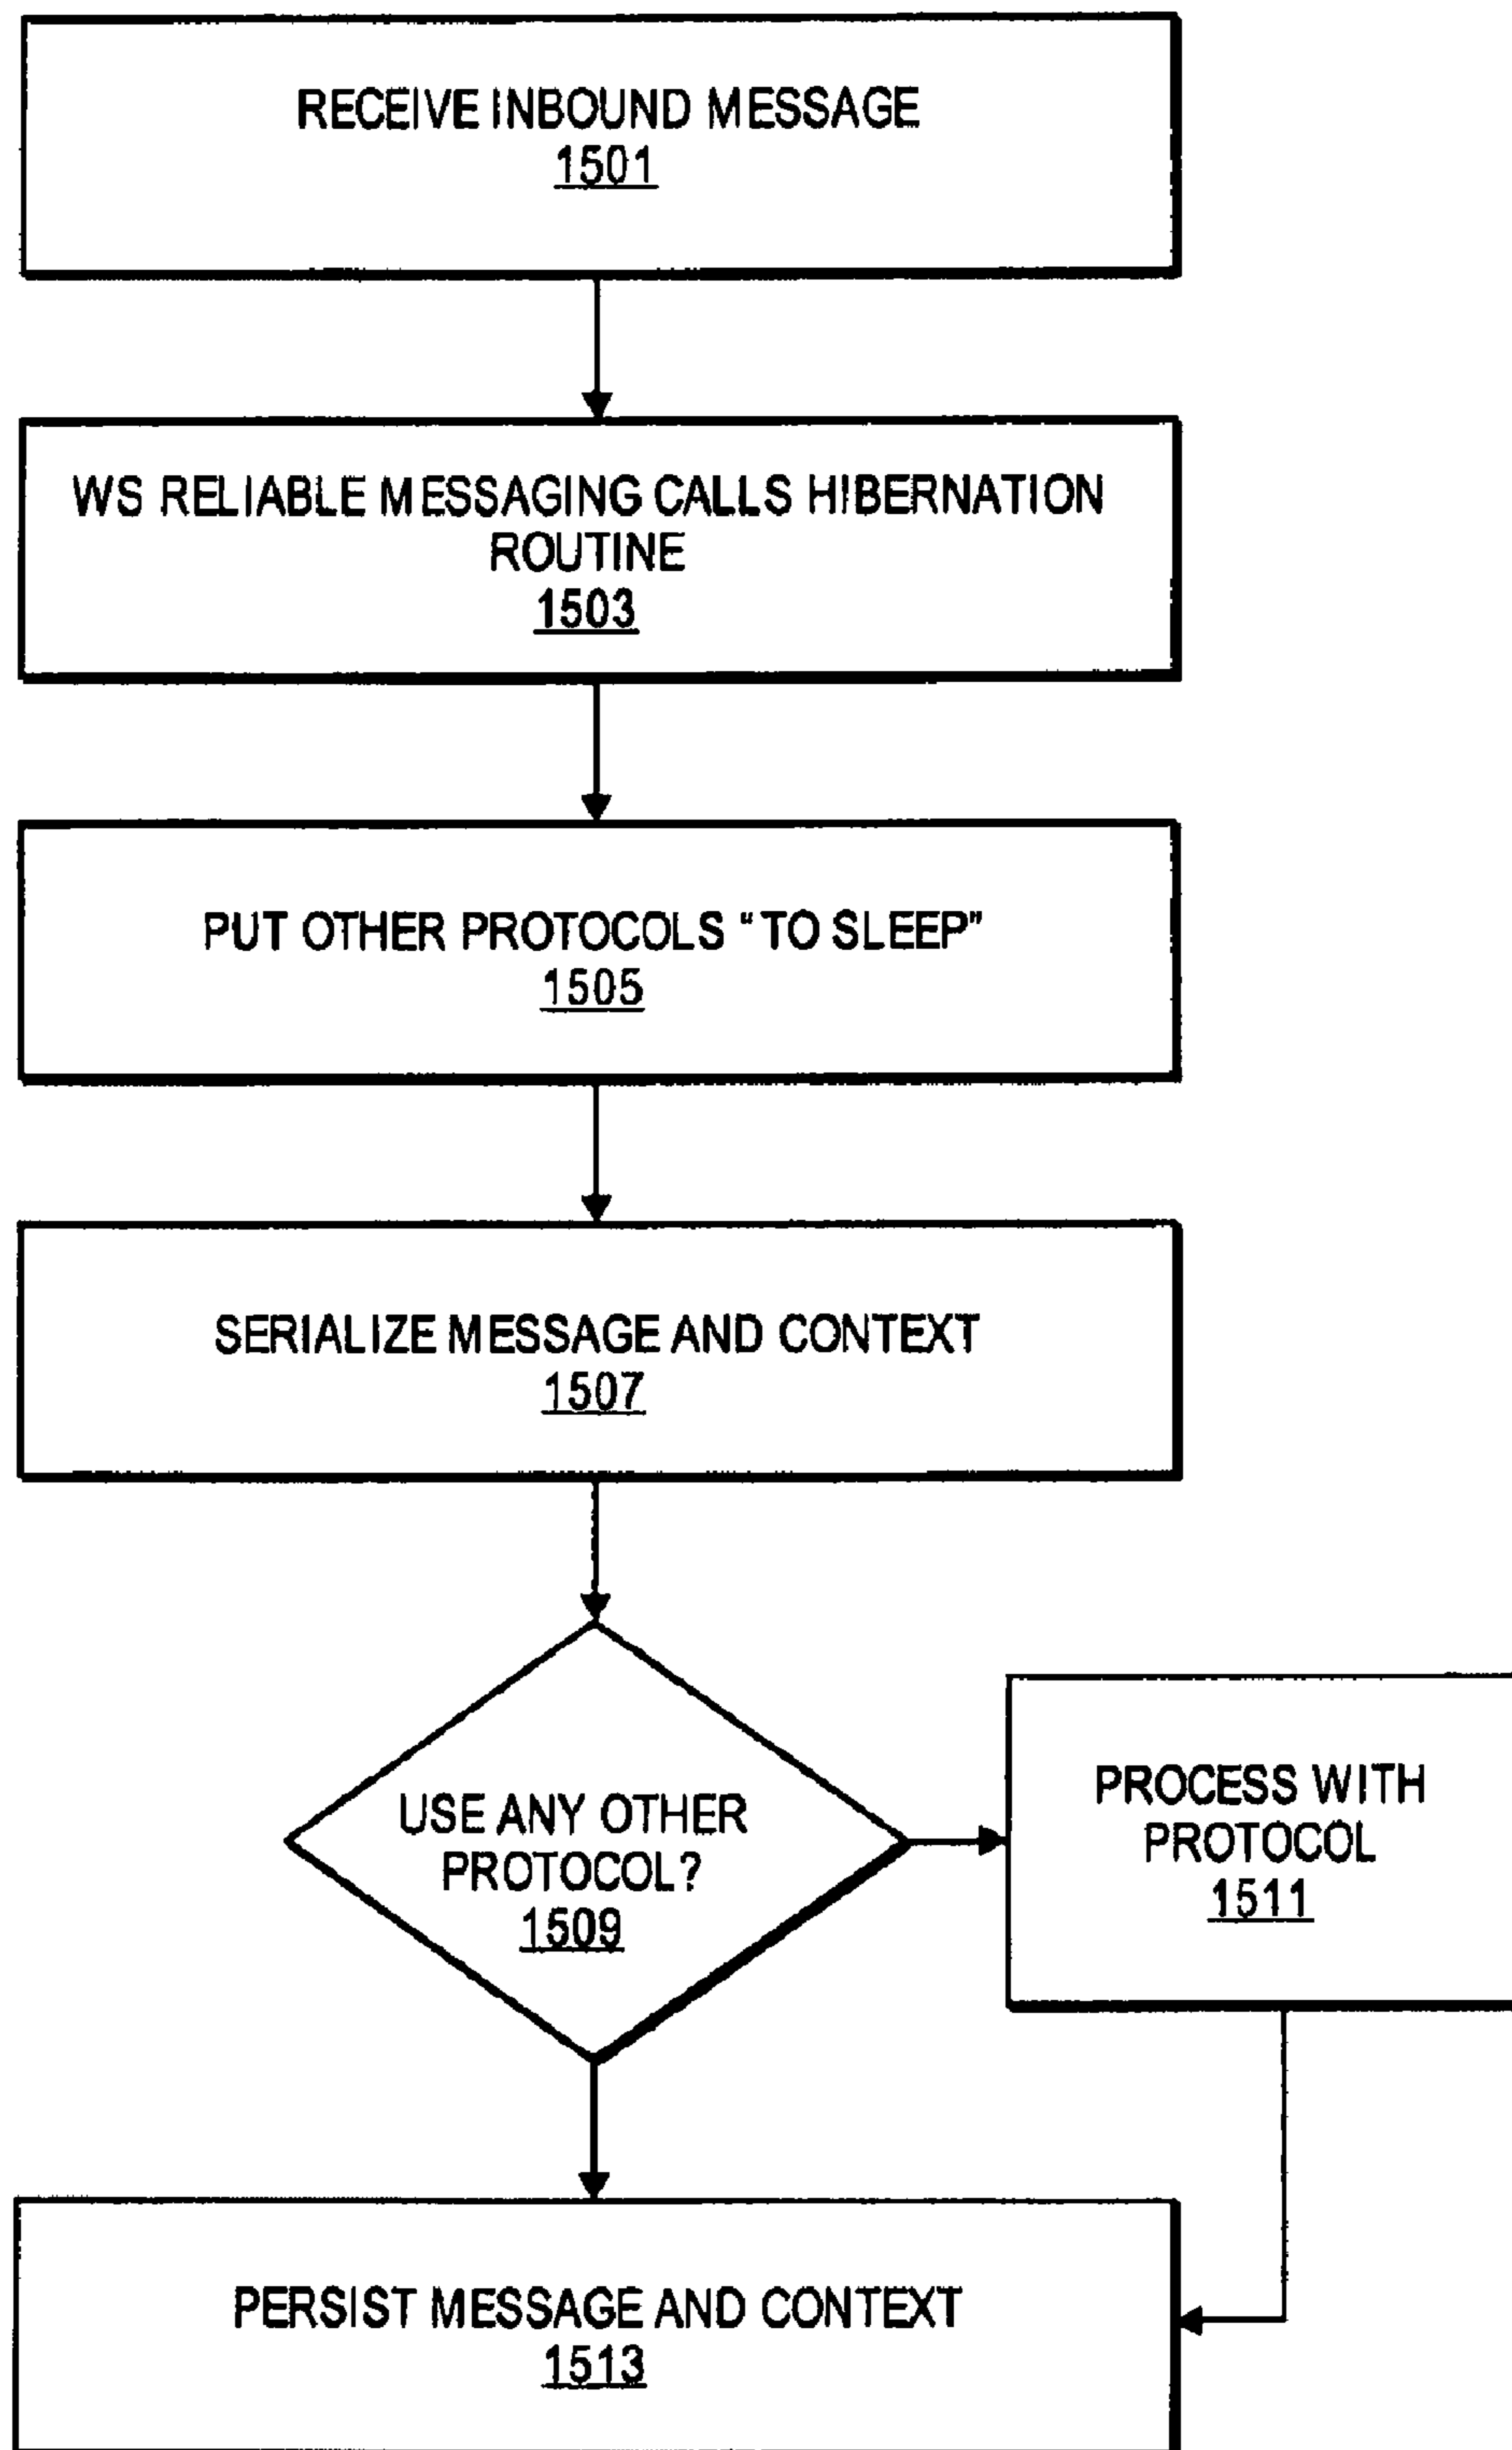 RECEIVE INBOUND MESSAGE
1501
WS RELIABLE MESSAGING CALLS HIBERNATION
ROUTINE
1503
PUT OTHER PROTOCOLS “TO SLEEP”
1505
SERIALIZE MESSAGE AND CONTEXT
1507
USE ANY OTHER
PROTOCOL?
1509
PROCESS WITH
PROTOCOL
1511
PERSIST MESSAGE AND CONTEXT
1513